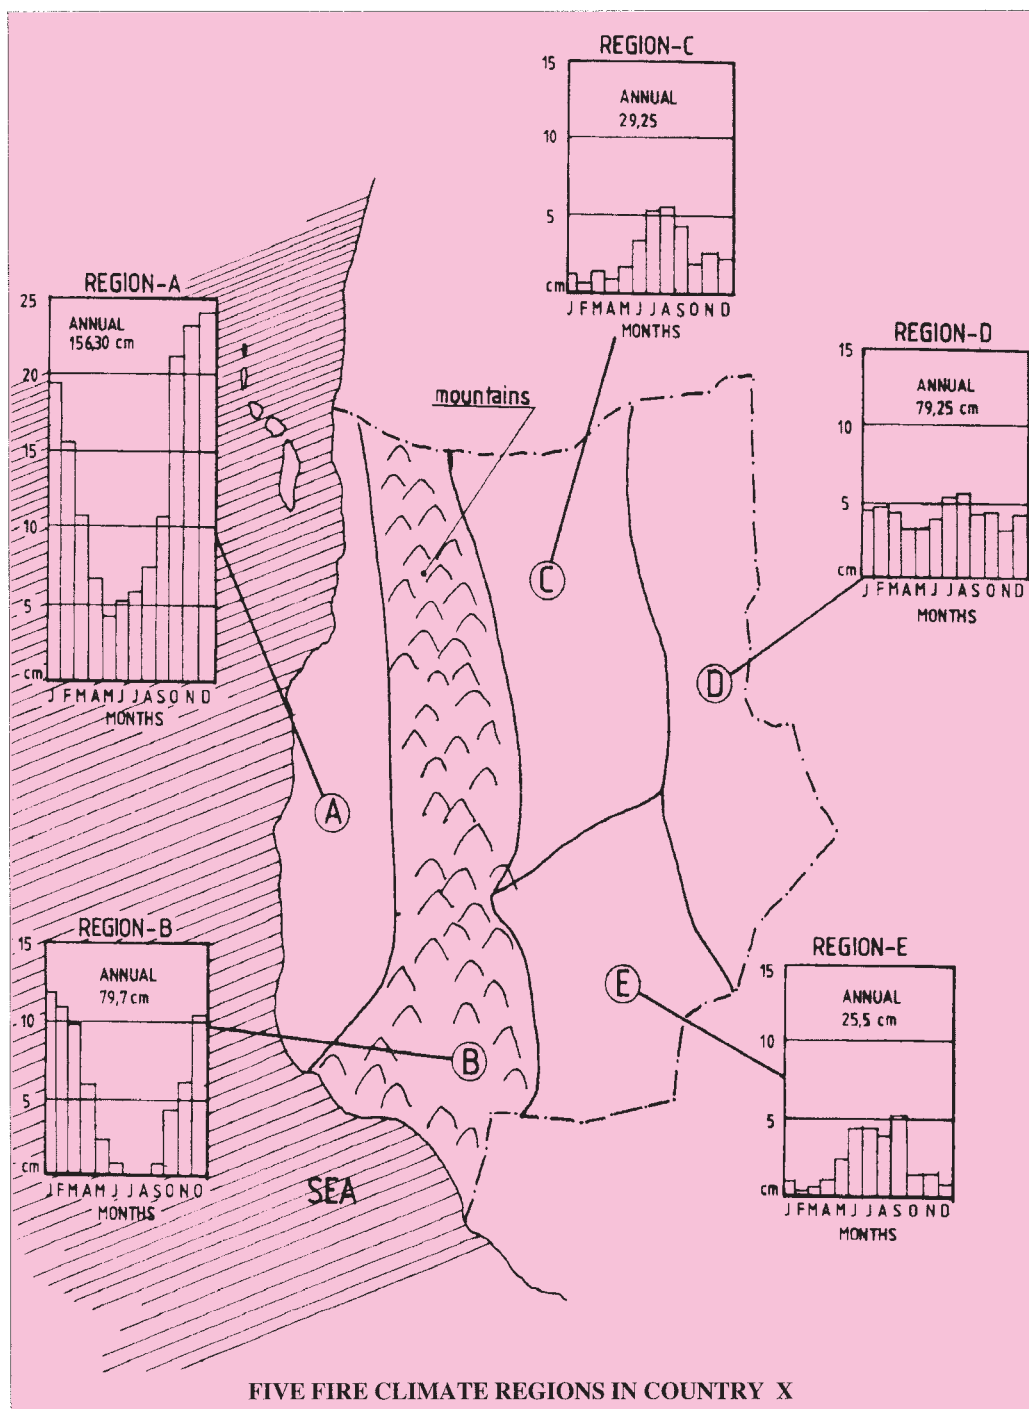 REGION-C
15
ANNUAL
29,25
10
5
cm
J F M A M J J A S O N D
MONTHS
REGION-A
25
ANNUAL
156,30 cm
20
15
10
5
cm
J F M A M J J A S O N D
MONTHS
REGION-D
15
ANNUAL
79,25 cm
10
5
cm
J F M A M J J A S O N D
MONTHS
mountains
C
D
A
REGION-B
15
ANNUAL
79,7 cm
10
5
cm
J F M A M J J A S O N D
MONTHS
REGION-E
15
ANNUAL
25,5 cm
10
5
cm
J F M A M J J A S O N D
MONTHS
E
B
SEA
FIVE FIRE CLIMATE REGIONS IN COUNTRY X